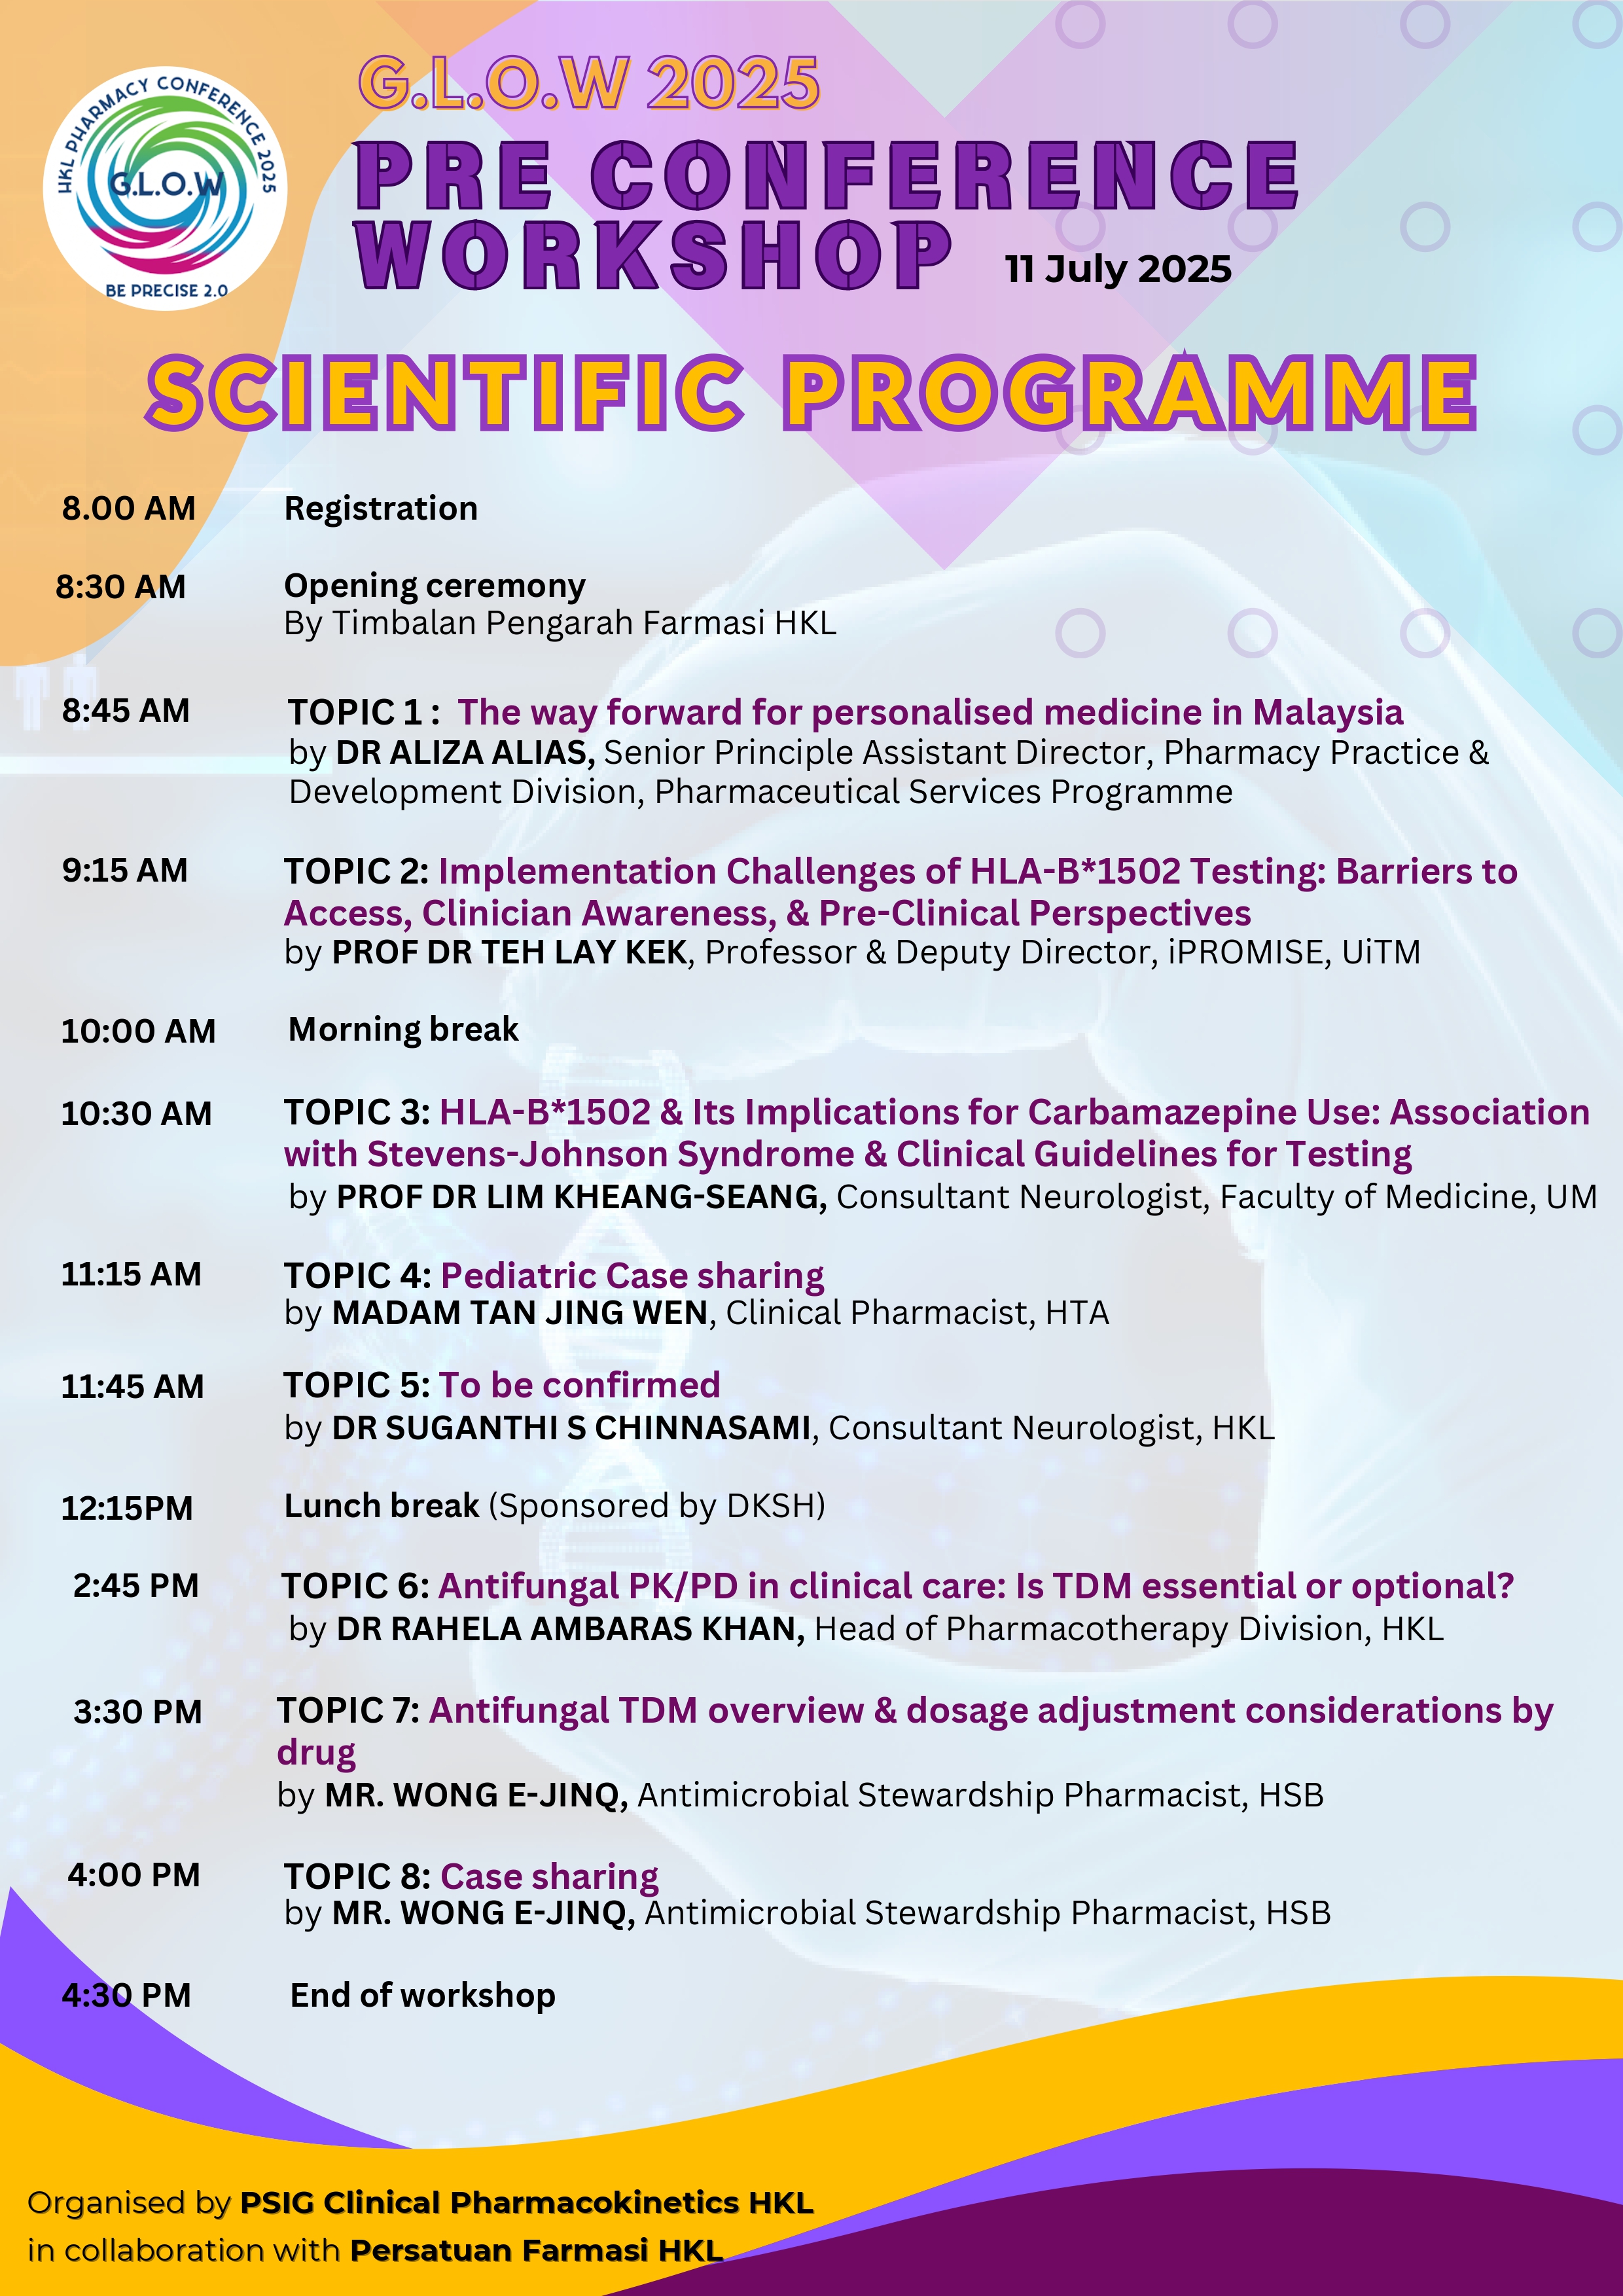 HKL PHARMACY CONFERENCE 2025
G.L.O.W
BE PRECISE 2.0
G.L.O.W 2025
PRE CONFERENCE
WORKSHOP
11 July 2025
SCIENTIFIC PROGRAMME
8.00 AM Registration
8:30 AM Opening ceremony
By Timbalan Pengarah Farmasi HKL
8:45 AM TOPIC 1 : The way forward for personalised medicine in Malaysia
by DR ALIZA ALIAS, Senior Principle Assistant Director, Pharmacy Practice &
Development Division, Pharmaceutical Services Programme
9:15 AM TOPIC 2: Implementation Challenges of HLA-B*1502 Testing: Barriers to
Access, Clinician Awareness, & Pre-Clinical Perspectives
by PROF DR TEH LAY KEK, Professor & Deputy Director, iPROMISE, UiTM
10:00 AM Morning break
10:30 AM TOPIC 3: HLA-B*1502 & Its Implications for Carbamazepine Use: Association
with Stevens-Johnson Syndrome & Clinical Guidelines for Testing
by PROF DR LIM KHEANG-SEANG, Consultant Neurologist, Faculty of Medicine, UM
11:15 AM TOPIC 4: Pediatric Case sharing
by MADAM TAN JING WEN, Clinical Pharmacist, HTA
11:45 AM TOPIC 5: To be confirmed
by DR SUGANTHI S CHINNASAMI, Consultant Neurologist, HKL
12:15PM Lunch break (Sponsored by DKSH)
2:45 PM TOPIC 6: Antifungal PK/PD in clinical care: Is TDM essential or optional?
by DR RAHELA AMBARAS KHAN, Head of Pharmacotherapy Division, HKL
3:30 PM TOPIC 7: Antifungal TDM overview & dosage adjustment considerations by
drug
by MR. WONG E-JINQ, Antimicrobial Stewardship Pharmacist, HSB
4:00 PM TOPIC 8: Case sharing
by MR. WONG E-JINQ, Antimicrobial Stewardship Pharmacist, HSB
4:30 PM End of workshop
Organised by PSIG Clinical Pharmacokinetics HKL
in collaboration with Persatuan Farmasi HKL